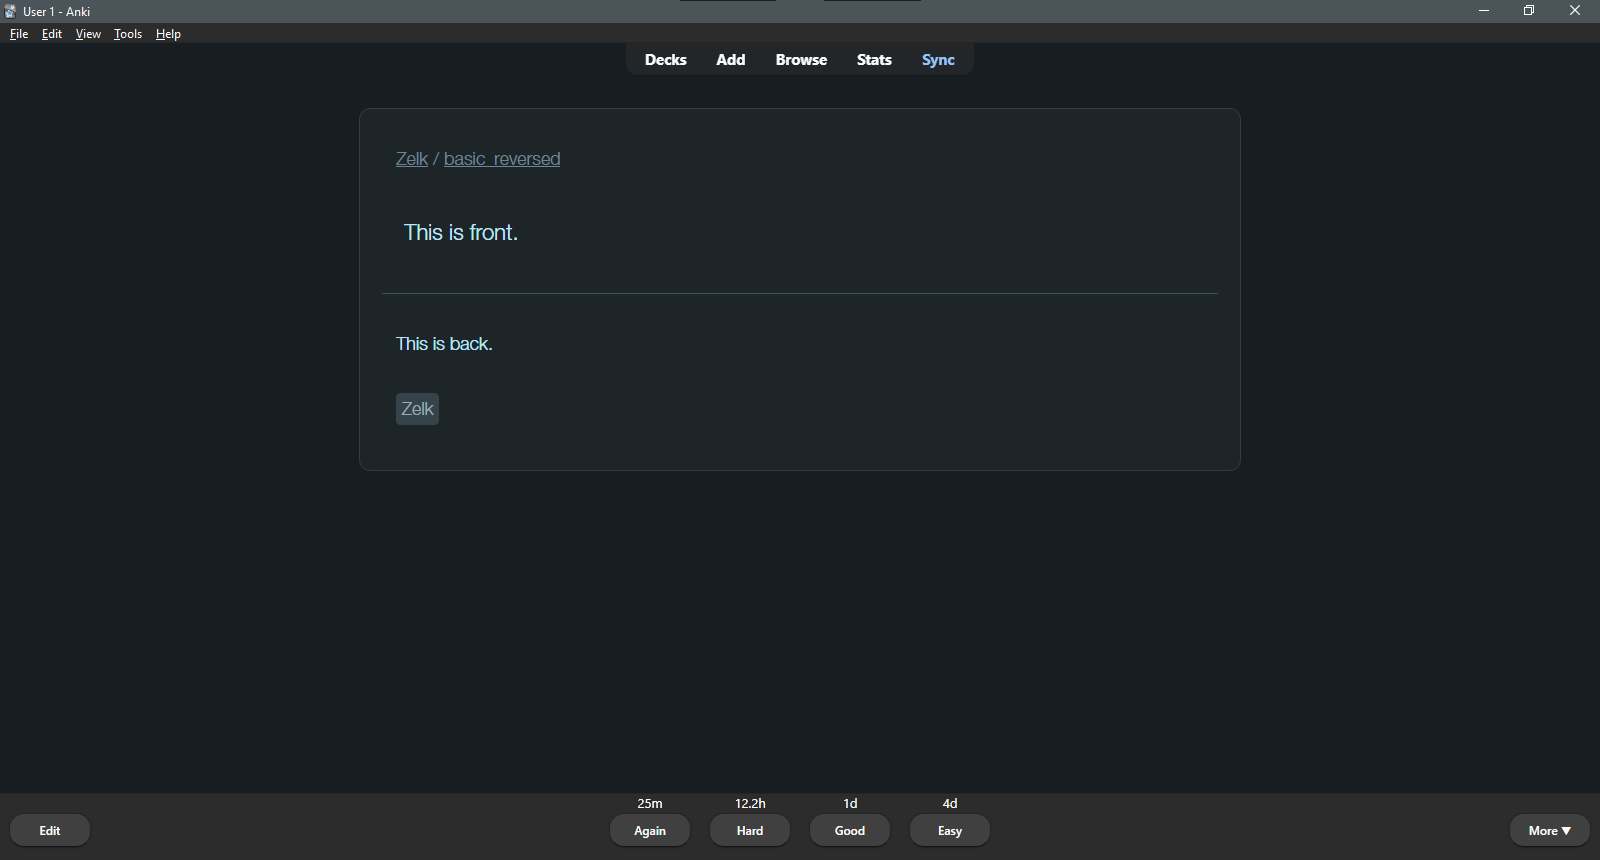 User 1 - Anki
File Edit View Tools Help
Decks Add Browse Stats Sync
Zelk / basic_reversed
This is front.
This is back.
Zelk
25m 12.2h 1d 4d
Edit Again Hard Good Easy More ▼